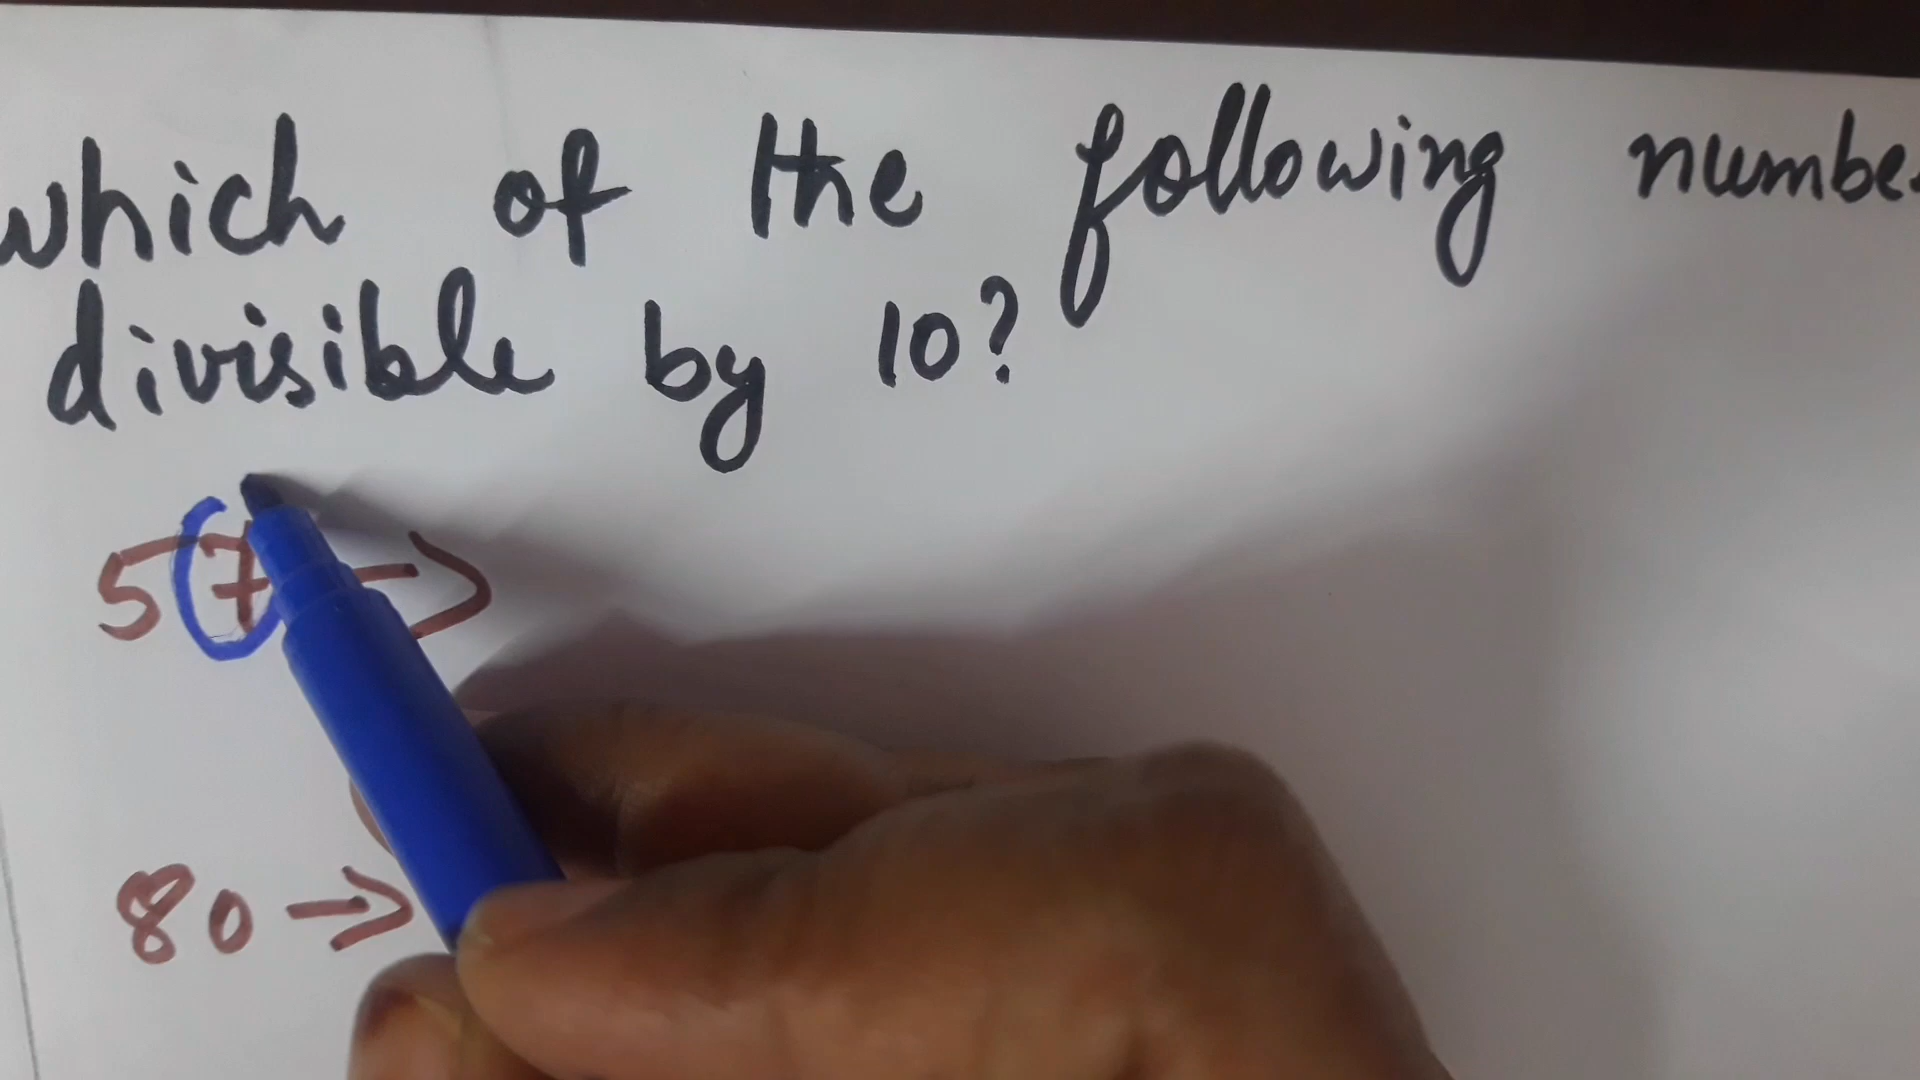 which of the following numbe
divisible by 10?
57 →
80 →